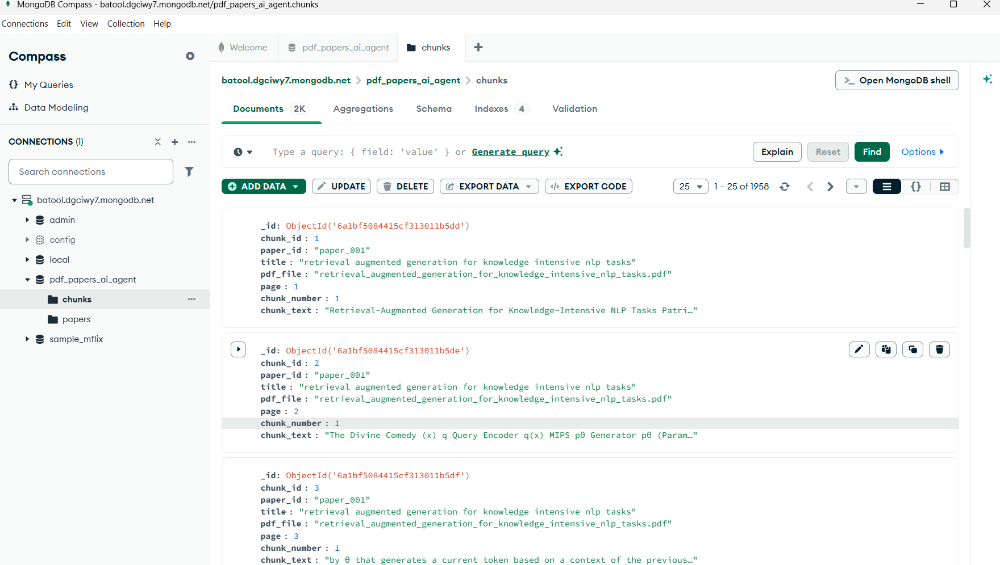 MongoDB Compass - batool.dgciwy7.mongodb.net/pdf_papers_ai_agent.chunks
Connections Edit View Collection Help
Compass
My Queries
Data Modeling
CONNECTIONS (1)
Search connections
batool.dgciwy7.mongodb.net
admin
config
local
pdf_papers_ai_agent
chunks
papers
sample_mflix
Welcome pdf_papers_ai_agent chunks
batool.dgciwy7.mongodb.net pdf_papers_ai_agent chunks
>_ Open MongoDB shell
Documents 2K Aggregations Schema Indexes 4 Validation
Type a query: { field: 'value' } or Generate query
Explain Reset Find Options
ADD DATA UPDATE DELETE EXPORT DATA EXPORT CODE 25 1 – 25 of 1958
_id: ObjectId('6a1bf5084415cf313011b5dd')
chunk_id : 1
paper_id : "paper_001"
title : "retrieval augmented generation for knowledge intensive nlp tasks"
pdf_file : "retrieval_augmented_generation_for_knowledge_intensive_nlp_tasks.pdf"
page : 1
chunk_number : 1
chunk_text : "Retrieval-Augmented Generation for Knowledge-Intensive NLP Tasks Patri…"
_id: ObjectId('6a1bf5084415cf313011b5de')
chunk_id : 2
paper_id : "paper_001"
title : "retrieval augmented generation for knowledge intensive nlp tasks"
pdf_file : "retrieval_augmented_generation_for_knowledge_intensive_nlp_tasks.pdf"
page : 2
chunk_number : 1
chunk_text : "The Divine Comedy (x) q Query Encoder q(x) MIPS pθ Generator pθ (Param…"
_id: ObjectId('6a1bf5084415cf313011b5df')
chunk_id : 3
paper_id : "paper_001"
title : "retrieval augmented generation for knowledge intensive nlp tasks"
pdf_file : "retrieval_augmented_generation_for_knowledge_intensive_nlp_tasks.pdf"
page : 3
chunk_number : 1
chunk_text : "by θ that generates a current token based on a context of the previous…"